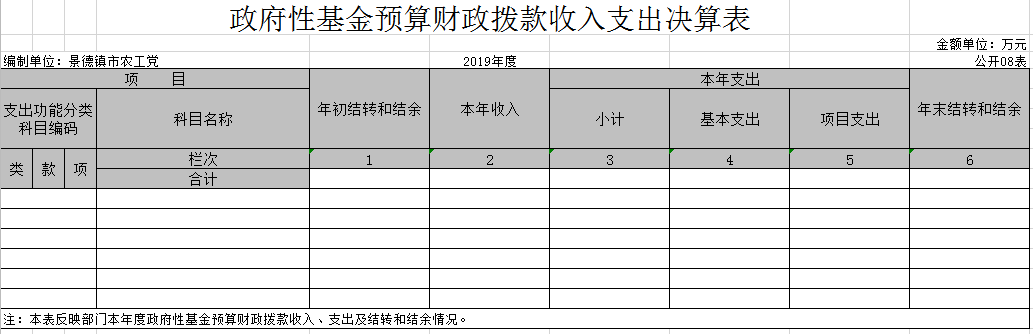 政府性基金预算财政拨款收入支出决算表
金额单位：万元
编制单位：景德镇市农工党 2019年度 公开08表
项 目 年初结转和结余 本年收入 本年支出 年末结转和结余
支出功能分类
科目编码
科目名称 小计 基本支出 项目支出
类 款 项 栏次 1 2 3 4 5 6
合计
注：本表反映部门本年度政府性基金预算财政拨款收入、支出及结转和结余情况。